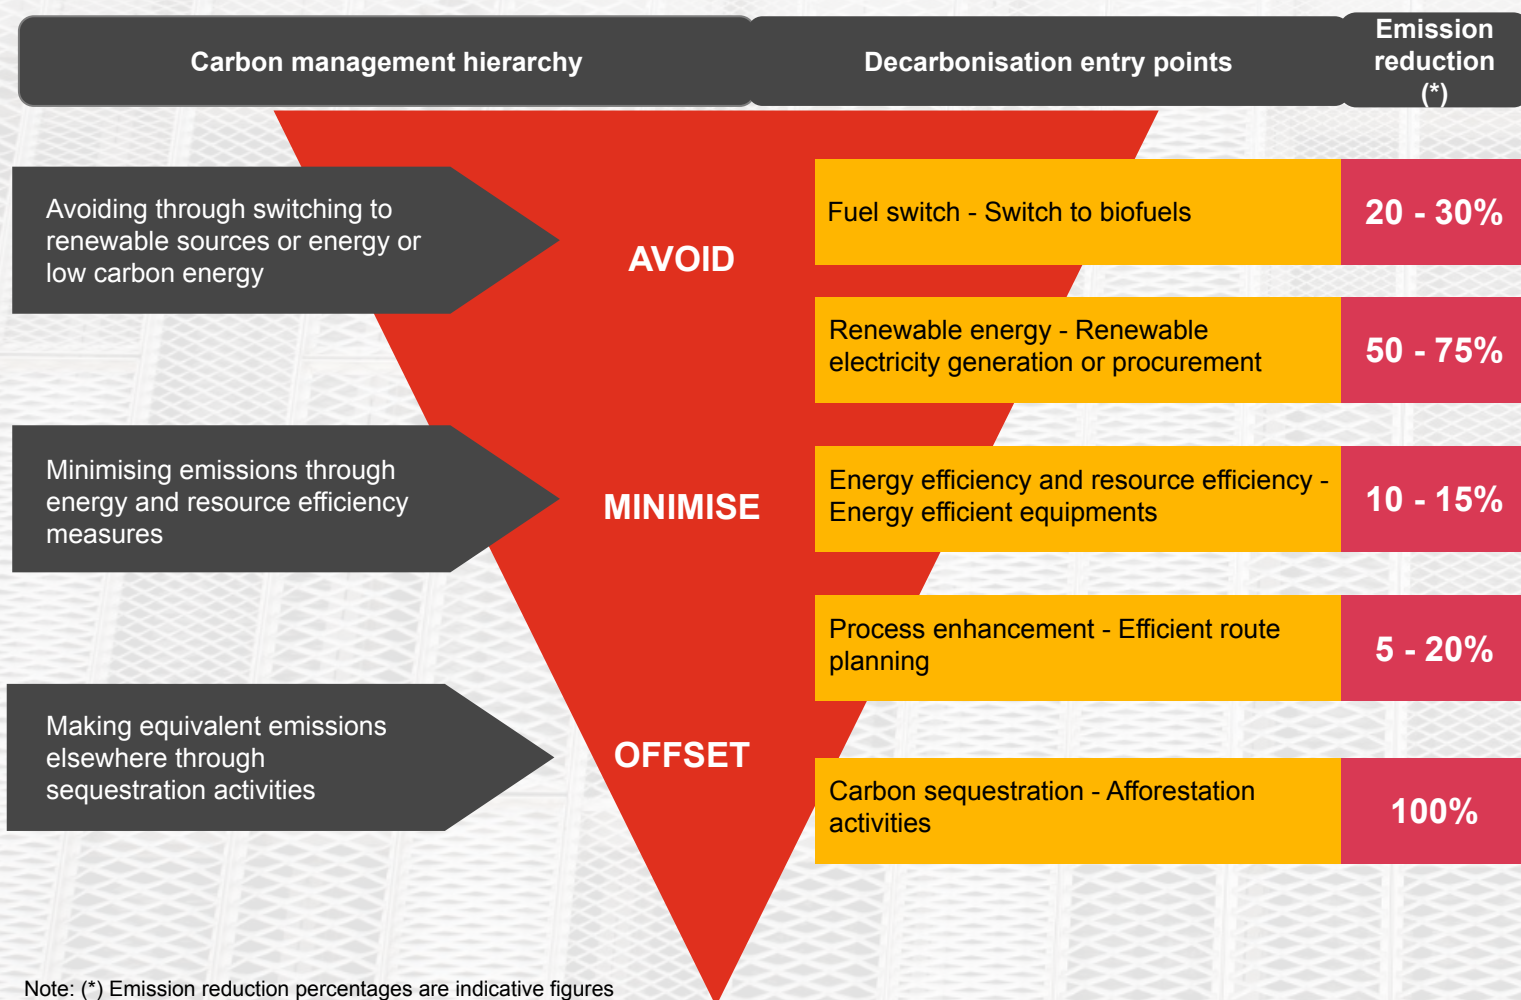 Carbon management hierarchy
Decarbonisation entry points
Emission
reduction
(*)
Avoiding through switching to
renewable sources or energy or
low carbon energy
AVOID
Fuel switch - Switch to biofuels
20 - 30%
Renewable energy - Renewable
electricity generation or procurement
50 - 75%
Minimising emissions through
energy and resource efficiency
measures
MINIMISE
Energy efficiency and resource efficiency -
Energy efficient equipments
10 - 15%
Process enhancement - Efficient route
planning
5 - 20%
Making equivalent emissions
elsewhere through
sequestration activities
OFFSET
Carbon sequestration - Afforestation
activities
100%
Note: (*) Emission reduction percentages are indicative figures